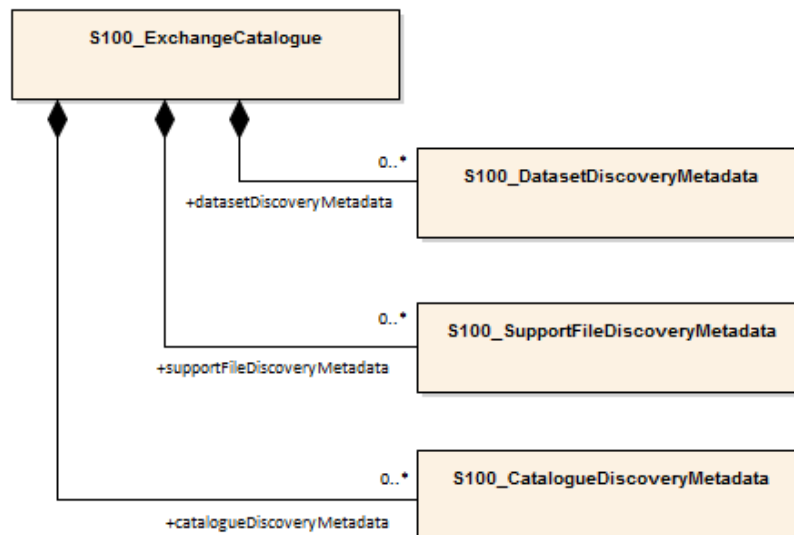 S100_ExchangeCatalogue
0..*
S100_DatasetDiscoveryMetadata
+datasetDiscoveryMetadata
0..*
S100_SupportFileDiscoveryMetadata
+supportFileDiscoveryMetadata
0..*
S100_CatalogueDiscoveryMetadata
+catalogueDiscoveryMetadata